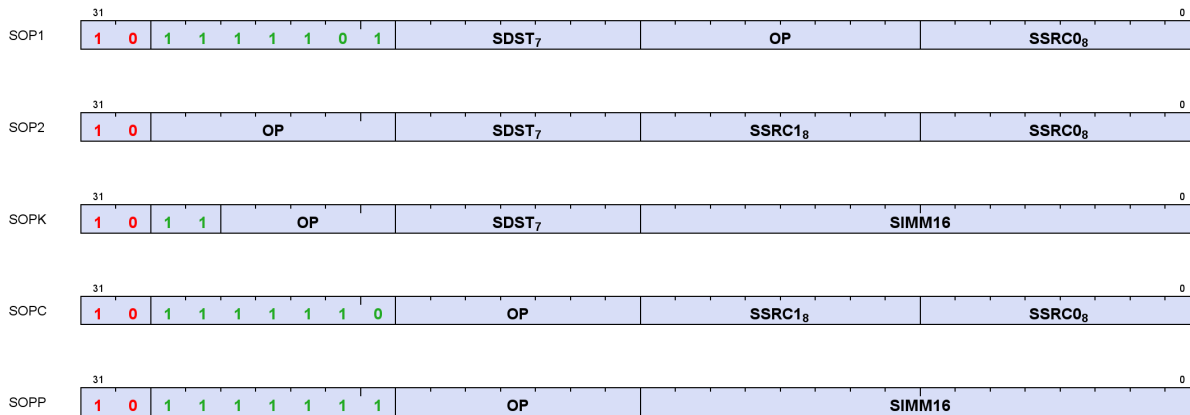 31 0
SOP1 1 0 1 1 1 1 1 0 1 SDST₇ OP SSRC0₈
31 0
SOP2 1 0 OP SDST₇ SSRC1₈ SSRC0₈
31 0
SOPK 1 0 1 1 OP SDST₇ SIMM16
31 0
SOPC 1 0 1 1 1 1 1 1 0 OP SSRC1₈ SSRC0₈
31 0
SOPP 1 0 1 1 1 1 1 1 1 OP SIMM16